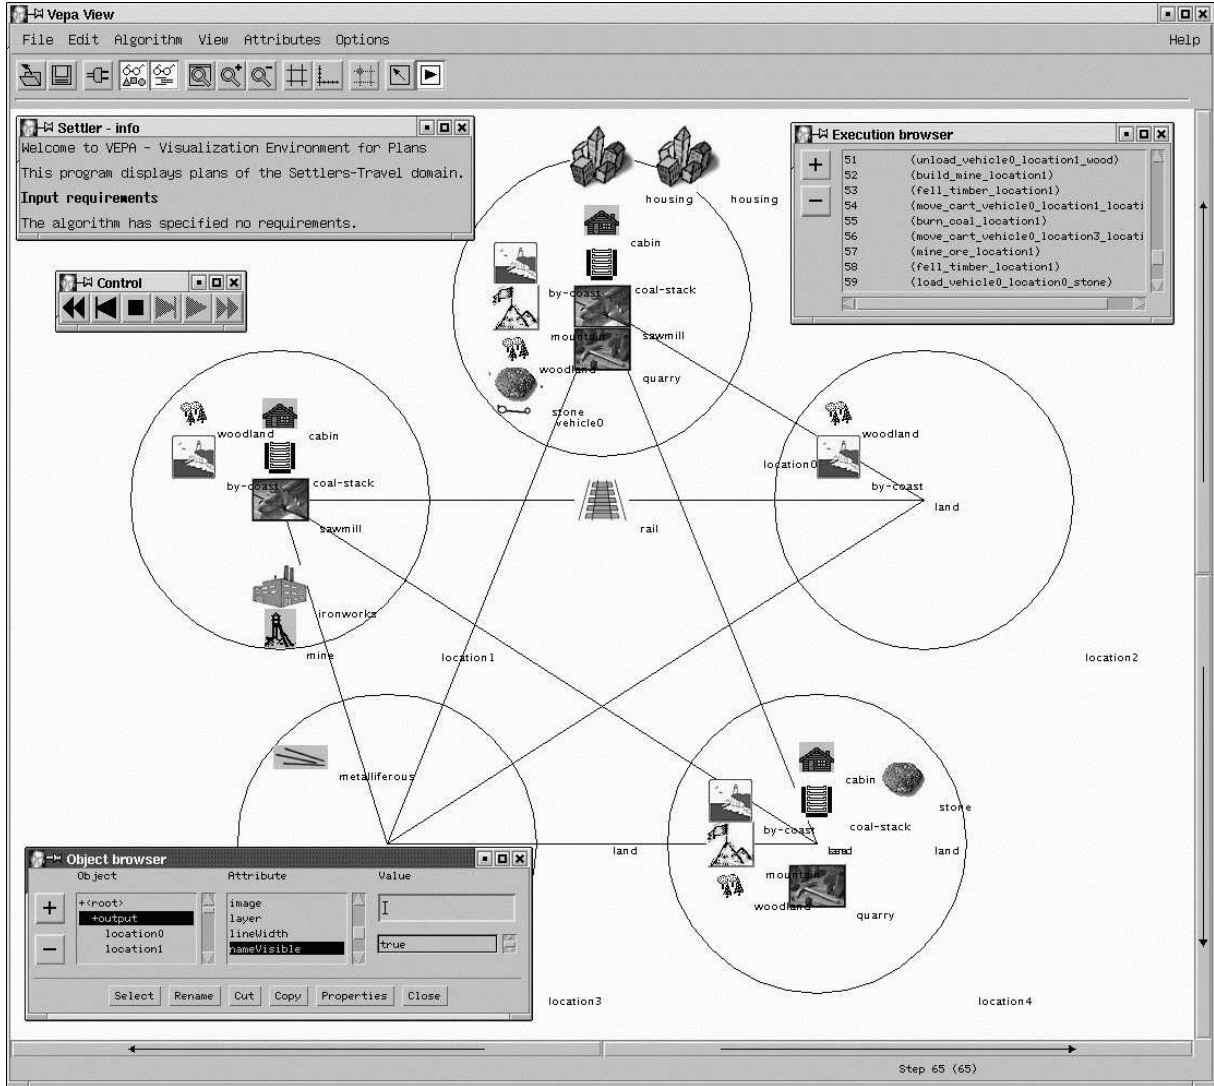 Vepa View
File Edit Algorithm View Attributes Options Help
Settler - info
Welcome to VEPA - Visualization Environment for Plans
This program displays plans of the Settlers-Travel domain.
Input requirements
The algorithm has specified no requirements.
Control
Execution browser
51 (unload_vehicle0_location1_wood)
52 (build_mine_location1)
53 (fell_timber_location1)
54 (move_cart_vehicle0_location1_locati
55 (burn_coal_location1)
56 (move_cart_vehicle0_location3_locati
57 (mine_ore_location1)
58 (fell_timber_location1)
59 (load_vehicle0_location0_stone)
housing housing
cabin
by-coast coal-stack
mountain sawmill
woodland quarry
stone
vehicle0
location0
woodland cabin
by-coast coal-stack
sawmill
ironworks
mine
location1
rail
woodland
by-coast
land
location2
metalliferous
land
location3
cabin
stone
by-coast coal-stack
land
mountain
woodland quarry
location4
Object browser
Object Attribute Value
+<root>
+output
location0
location1
image
layer
lineWidth
nameVisible
true
Select Rename Cut Copy Properties Close
Step 65 (65)